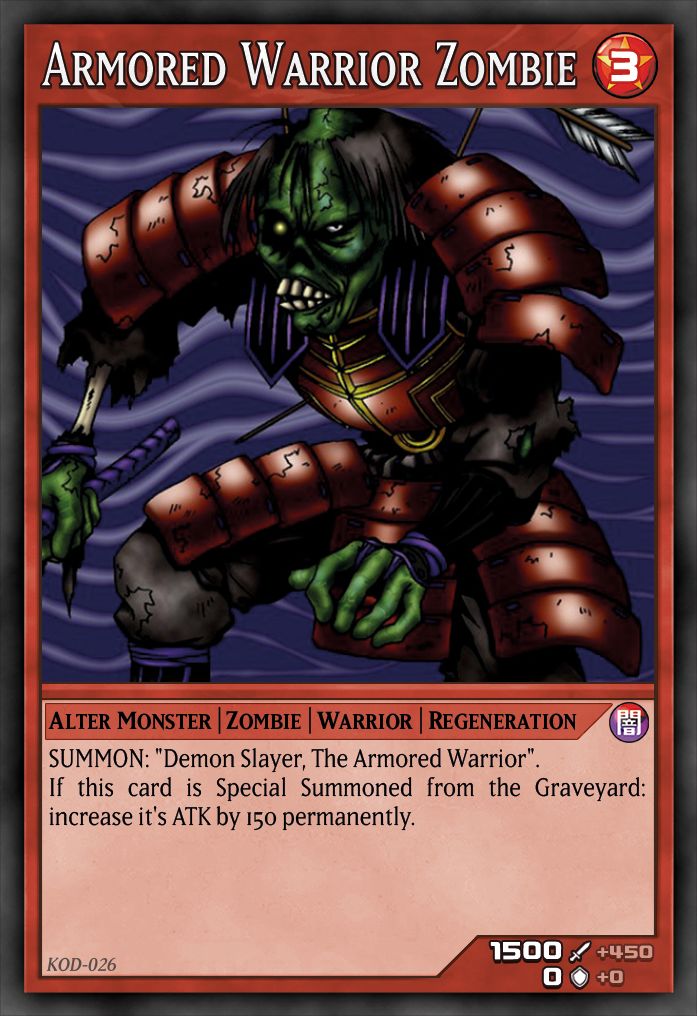 Armored Warrior Zombie 3
Alter Monster | Zombie | Warrior | Regeneration 闇
SUMMON: "Demon Slayer, The Armored Warrior".
If this card is Special Summoned from the Graveyard:
increase it's ATK by 150 permanently.
1500 +450
KOD-026 0 +0